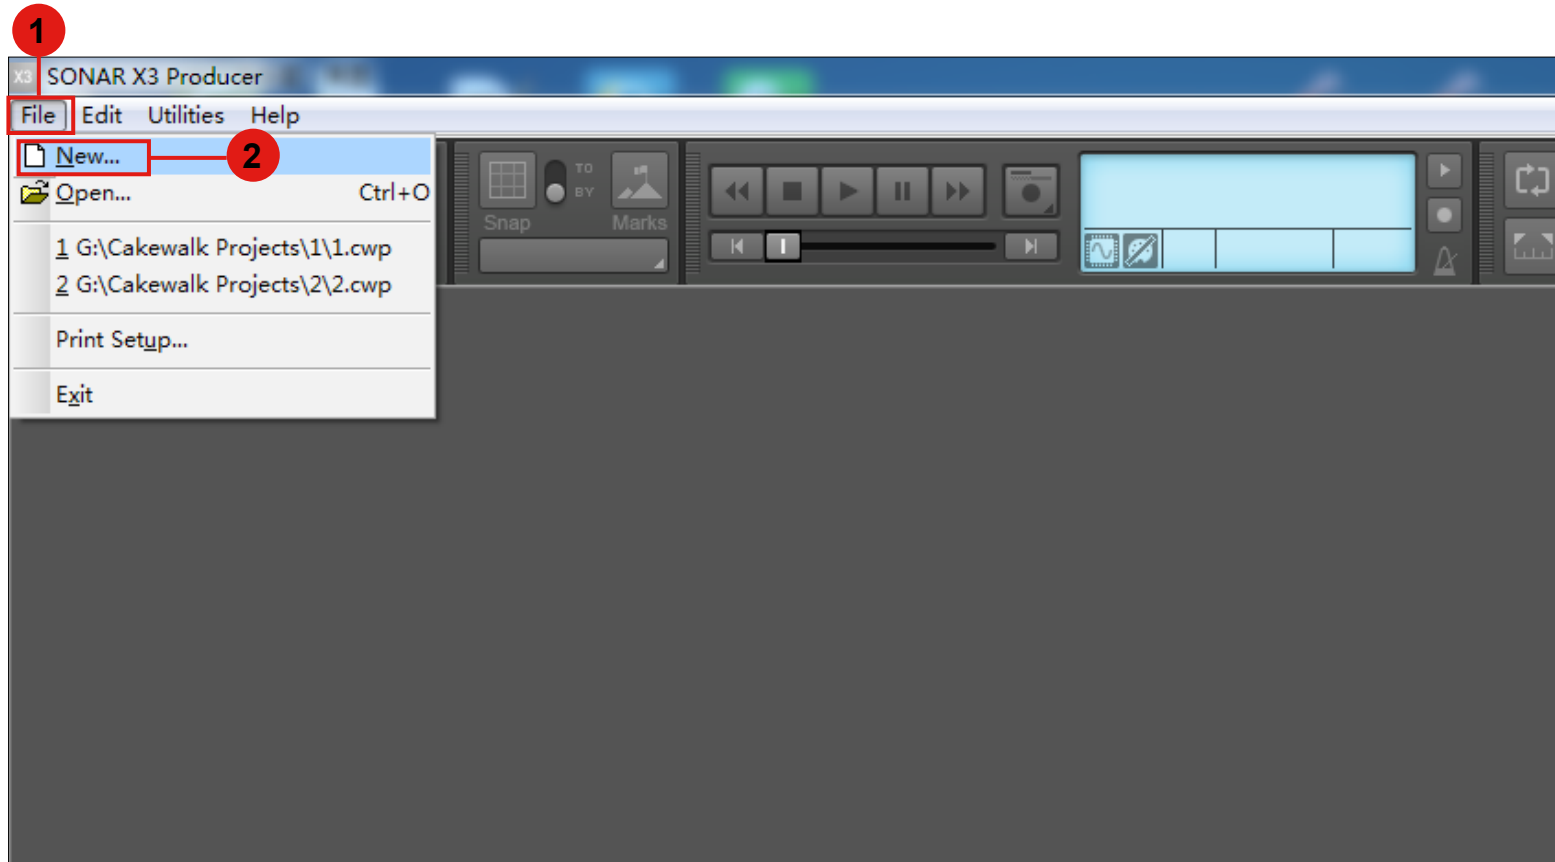 1
X3 SONAR X3 Producer
File Edit Utilities Help
New... 2
Open... Ctrl+O
1 G:\Cakewalk Projects\1\1.cwp
2 G:\Cakewalk Projects\2\2.cwp
Print Setup...
Exit
TO
BY
Snap Marks